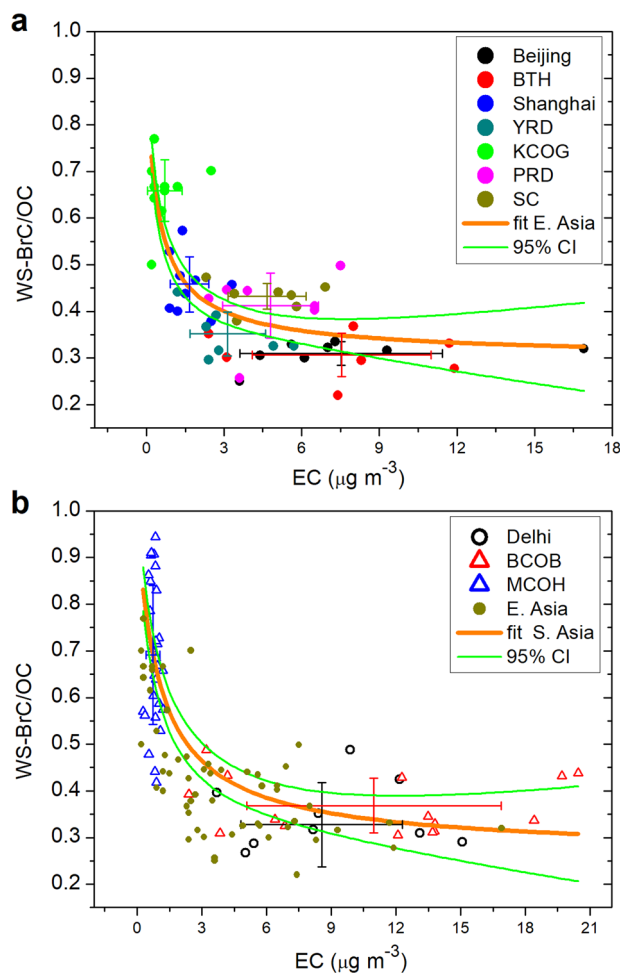 a
1.0
0.9
0.8
0.7
0.6
0.5
0.4
0.3
0.2
WS-BrC/OC
Beijing
BTH
Shanghai
YRD
KCOG
PRD
SC
fit E. Asia
95% CI
0 3 6 9 12 15 18
EC (μg m⁻³)
b
1.0
0.9
0.8
0.7
0.6
0.5
0.4
0.3
0.2
WS-BrC/OC
Delhi
BCOB
MCOH
E. Asia
fit S. Asia
95% CI
0 3 6 9 12 15 18 21
EC (μg m⁻³)